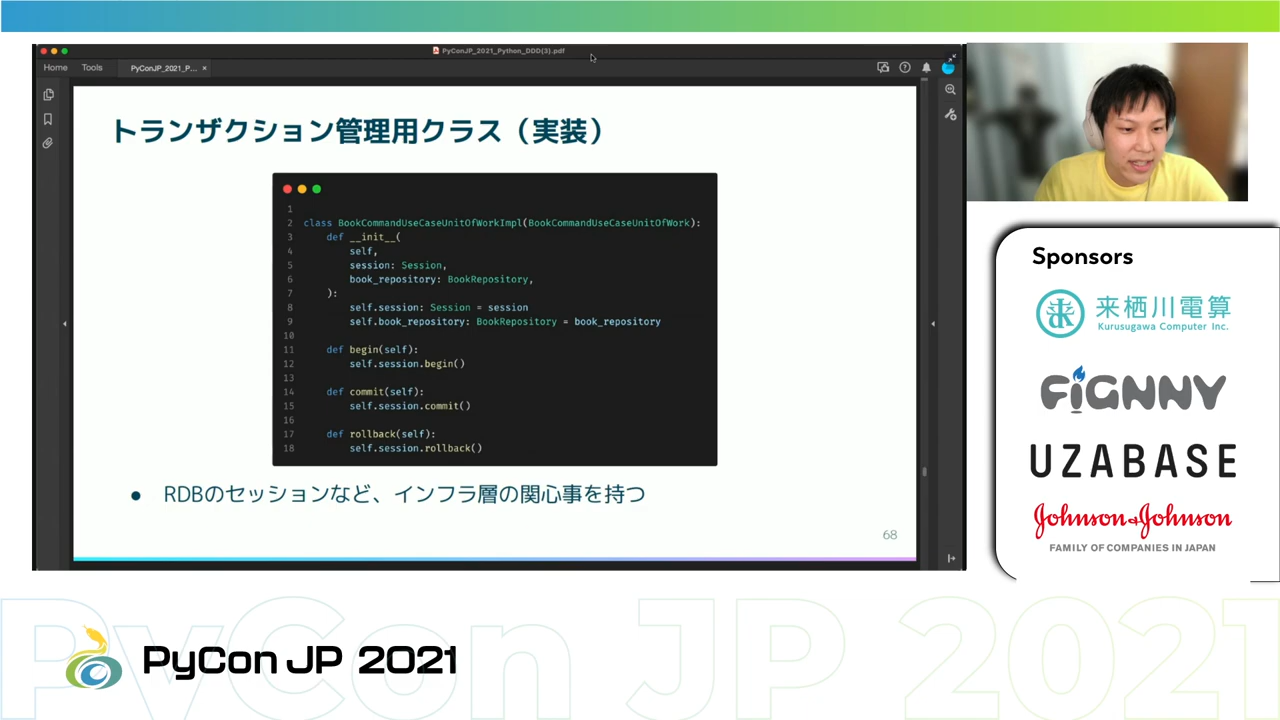 PyConJP_2021_Python_DDD(3).pdf
Home Tools PyConJP_2021_P... ×
トランザクション管理用クラス（実装）
1
2 class BookCommandUseCaseUnitOfWorkImpl(BookCommandUseCaseUnitOfWork):
3 def __init__(
4 self,
5 session: Session,
6 book_repository: BookRepository,
7 ):
8 self.session: Session = session
9 self.book_repository: BookRepository = book_repository
10
11 def begin(self):
12 self.session.begin()
13
14 def commit(self):
15 self.session.commit()
16
17 def rollback(self):
18 self.session.rollback()
● RDBのセッションなど、インフラ層の関心事を持つ
68
Sponsors
来栖川電算
Kurusugawa Computer Inc.
FiGNNY
UZABASE
Johnson&Johnson
FAMILY OF COMPANIES IN JAPAN
PyCon JP 2021
PyCon JP 2021